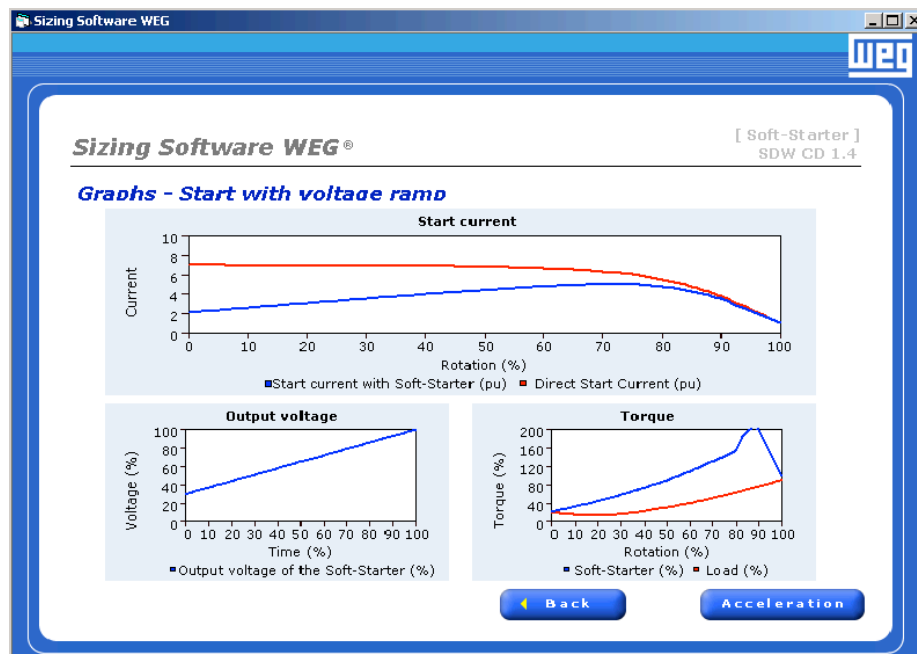 Sizing Software WEG
weg
Sizing Software WEG®
[ Soft-Starter ]
SDW CD 1.4
Graphs - Start with voltage ramp
Start current
Current
10
8
6
4
2
0
0 10 20 30 40 50 60 70 80 90 100
Rotation (%)
Start current with Soft-Starter (pu) Direct Start Current (pu)
Output voltage
Voltage (%)
100
80
60
40
20
0
0 10 20 30 40 50 60 70 80 90 100
Time (%)
Output voltage of the Soft-Starter (%)
Torque
Torque (%)
200
160
120
80
40
0
0 10 20 30 40 50 60 70 80 90 100
Rotation (%)
Soft-Starter (%) Load (%)
Back
Acceleration